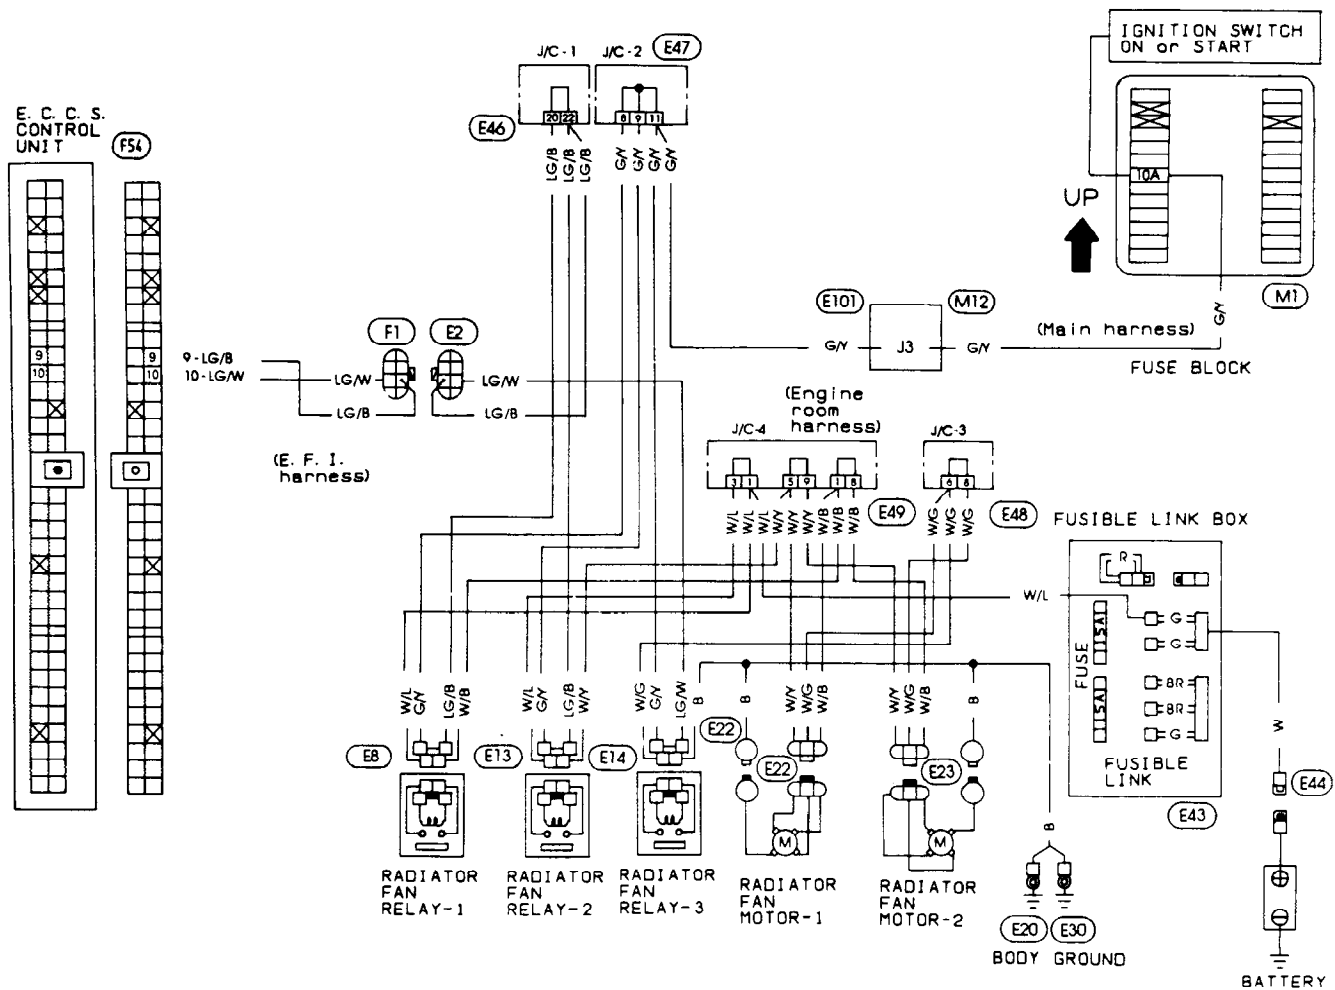 IGNITION SWITCH
ON or START
J/C-1
J/C-2
E47
E. C. C. S.
CONTROL
UNIT
F54
E46
20
22
8
9
11
LG/B
LG/B
LG/B
G/Y
G/Y
G/Y
G/Y
10A
UP
M1
E101
M12
(Main harness)
G/Y
G/Y
J3
G/Y
FUSE BLOCK
F1
E2
9
10
9
10
9-LG/B
10-LG/W
LG/W
LG/W
LG/B
LG/B
(E. F. I.
harness)
(Engine
room
harness)
J/C-4
J/C-3
3
1
5
9
1
8
6
8
E49
E48
W/L
W/L
W/L
W/Y
W/Y
W/Y
W/B
W/B
W/B
W/G
W/G
W/G
FUSIBLE LINK BOX
R
W/L
G
G
FUSE
15A
15A
BR
BR
G
FUSIBLE
LINK
W
E43
E44
W/L
G/Y
LG/B
W/B
W/L
G/Y
LG/B
W/Y
W/G
G/Y
LG/W
B
B
W/Y
W/G
W/B
W/Y
W/G
W/B
B
E8
E13
E14
E22
E22
E23
M
M
B
RADIATOR
FAN
RELAY-1
RADIATOR
FAN
RELAY-2
RADIATOR
FAN
RELAY-3
RADIATOR
FAN
MOTOR-1
RADIATOR
FAN
MOTOR-2
E20
E30
BODY GROUND
BATTERY